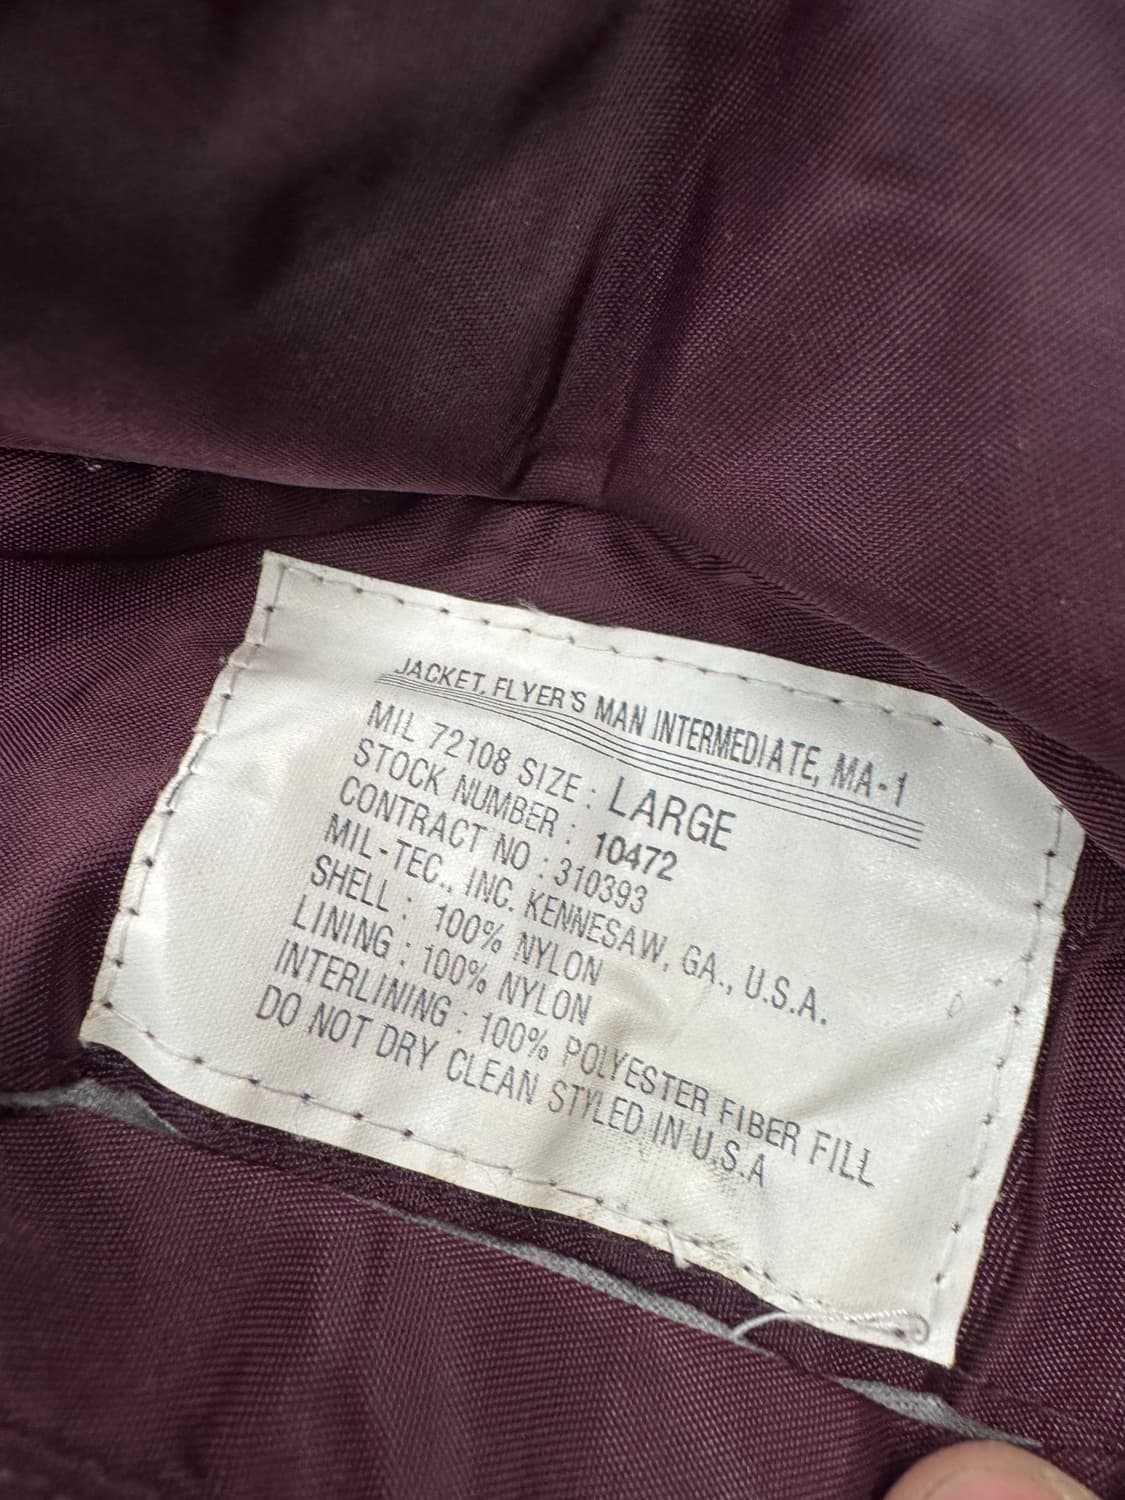 JACKET, FLYER'S MAN INTERMEDIATE, MA-1
MIL 72108 SIZE : LARGE
STOCK NUMBER : 10472
CONTRACT NO : 310393
MIL-TEC., INC. KENNESAW, GA., U.S.A.
SHELL : 100% NYLON
LINING : 100% NYLON
INTERLINING : 100% POLYESTER FIBER FILL
DO NOT DRY CLEAN STYLED IN U.S.A